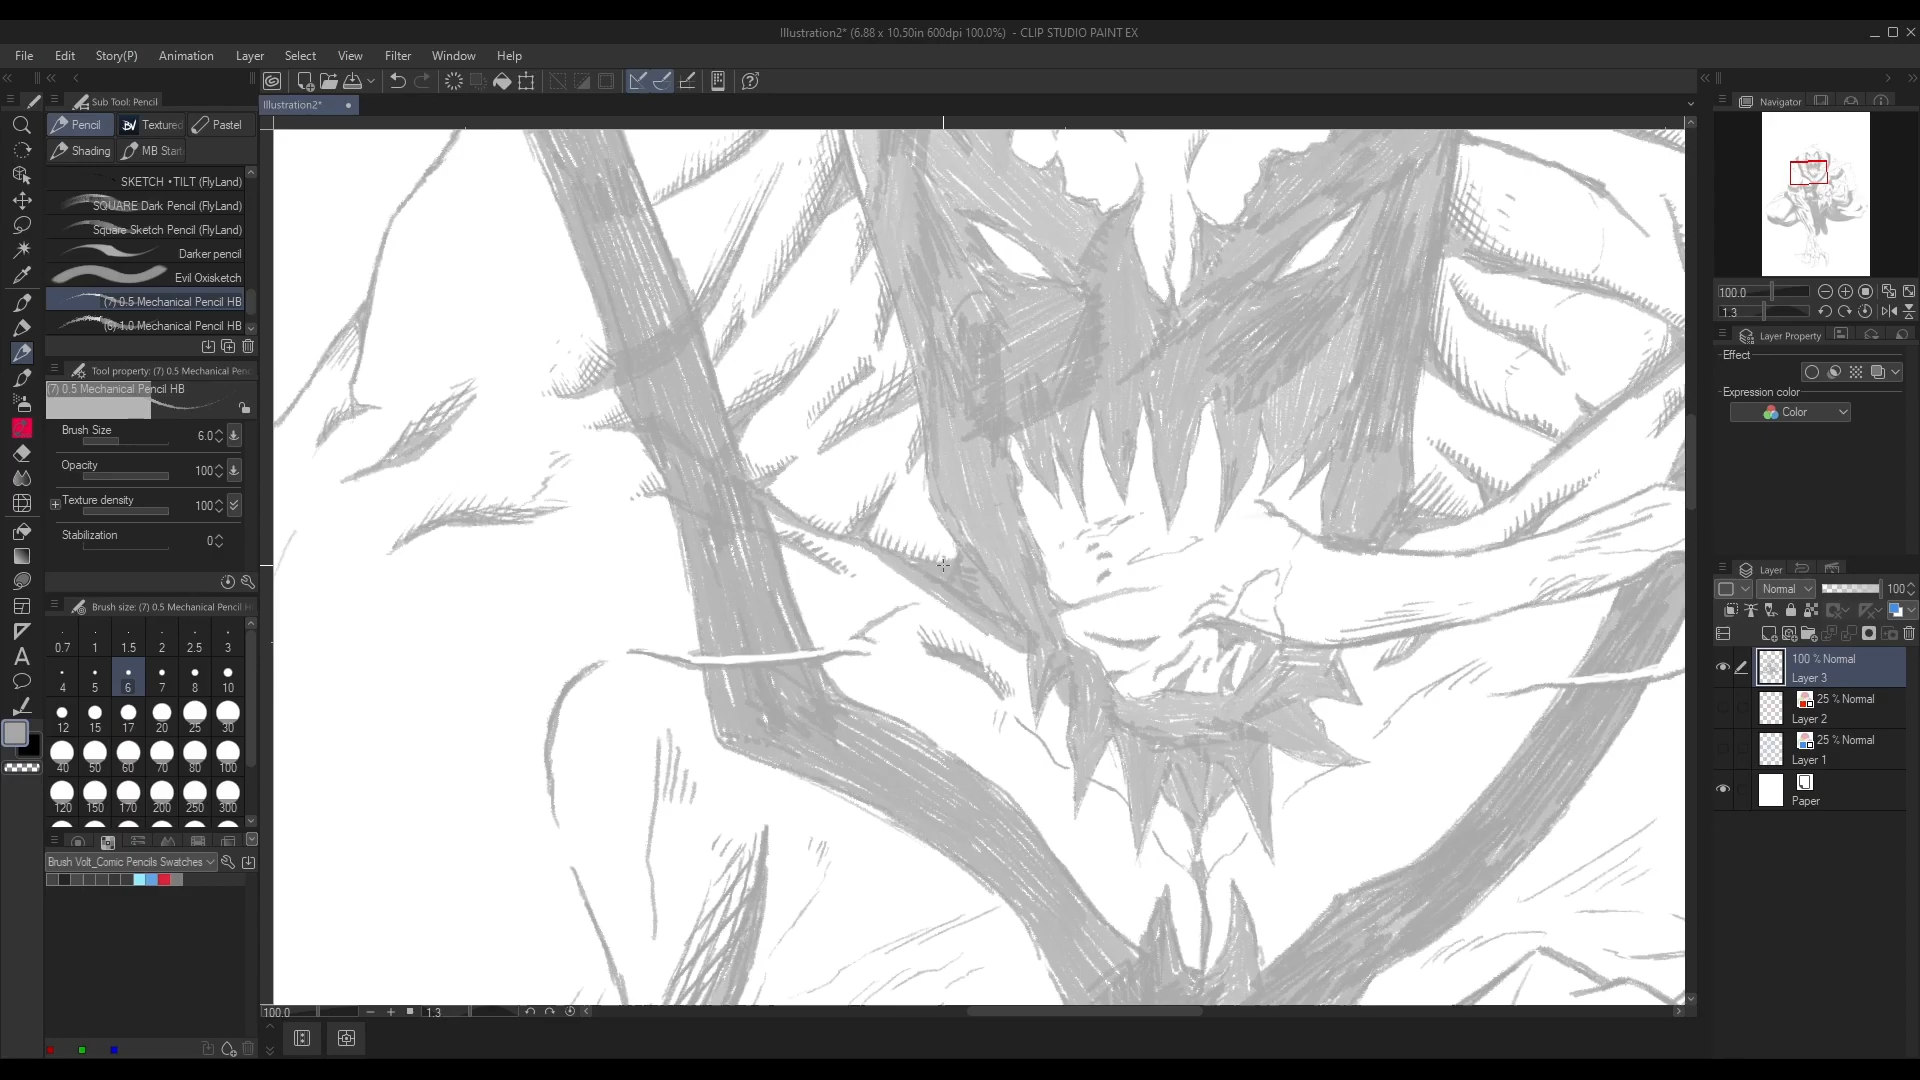 Illustration2* (6.88 x 10.50in 600dpi 100.0%) - CLIP STUDIO PAINT EX
File Edit Story(P) Animation Layer Select View Filter Window Help
Sub Tool: Pencil
Illustration2*
Navigator
Pencil Textured Pastel
Shading MB Star
SKETCH •TILT (FlyLand)
SQUARE Dark Pencil (FlyLand)
Square Sketch Pencil (FlyLand)
Darker pencil
Evil Oxisketch
(7) 0.5 Mechanical Pencil HB
(6) 1.0 Mechanical Pencil HB
Tool property: (7) 0.5 Mechanical Penc
(7) 0.5 Mechanical Pencil HB
Brush Size 6.0
Opacity 100
Texture density 100
Stabilization 0
Brush size: (7) 0.5 Mechanical Pencil H
0.7 1 1.5 2 2.5 3
4 5 6 7 8 10
12 15 17 20 25 30
40 50 60 70 80 100
120 150 170 200 250 300
Brush Volt_Comic Pencils Swatches
100.0 1.3
100.0
1.3
Layer Property
Effect
Expression color
Color
Layer
Normal 100
100 % Normal
Layer 3
25 % Normal
Layer 2
25 % Normal
Layer 1
Paper